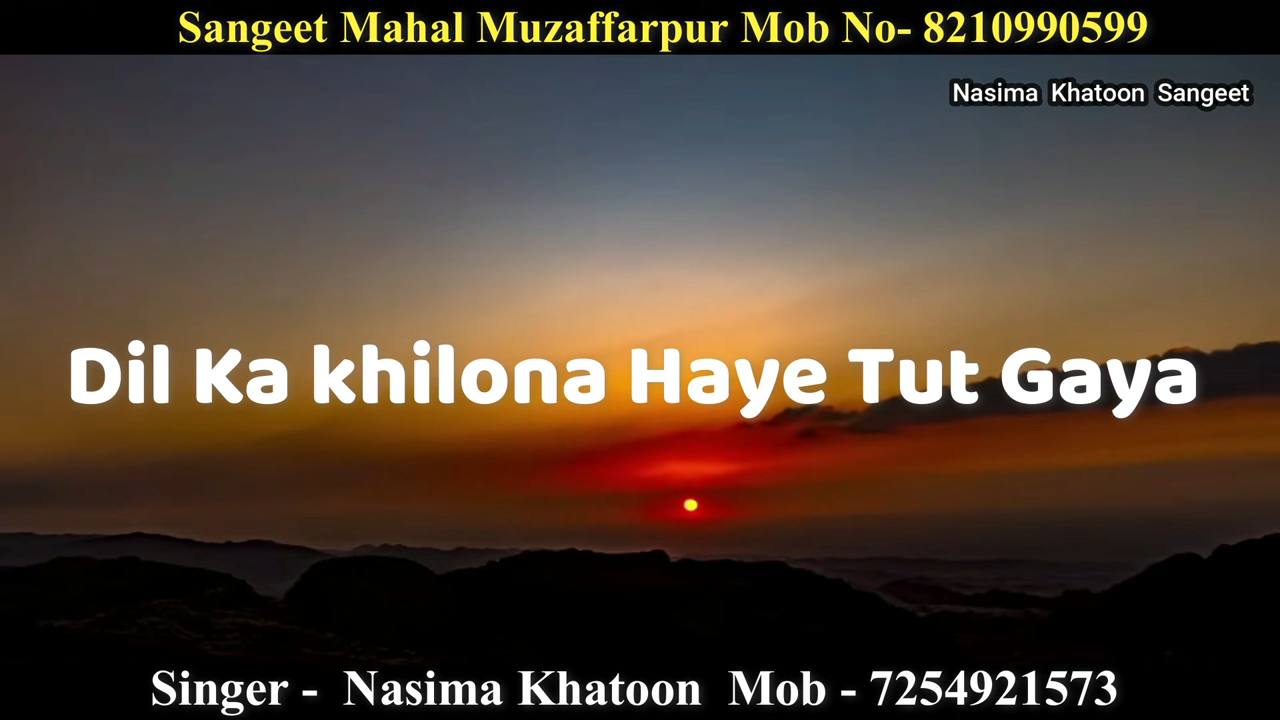 Sangeet Mahal Muzaffarpur Mob No- 8210990599
Nasima Khatoon Sangeet
Dil Ka khilona Haye Tut Gaya
Singer - Nasima Khatoon Mob - 7254921573